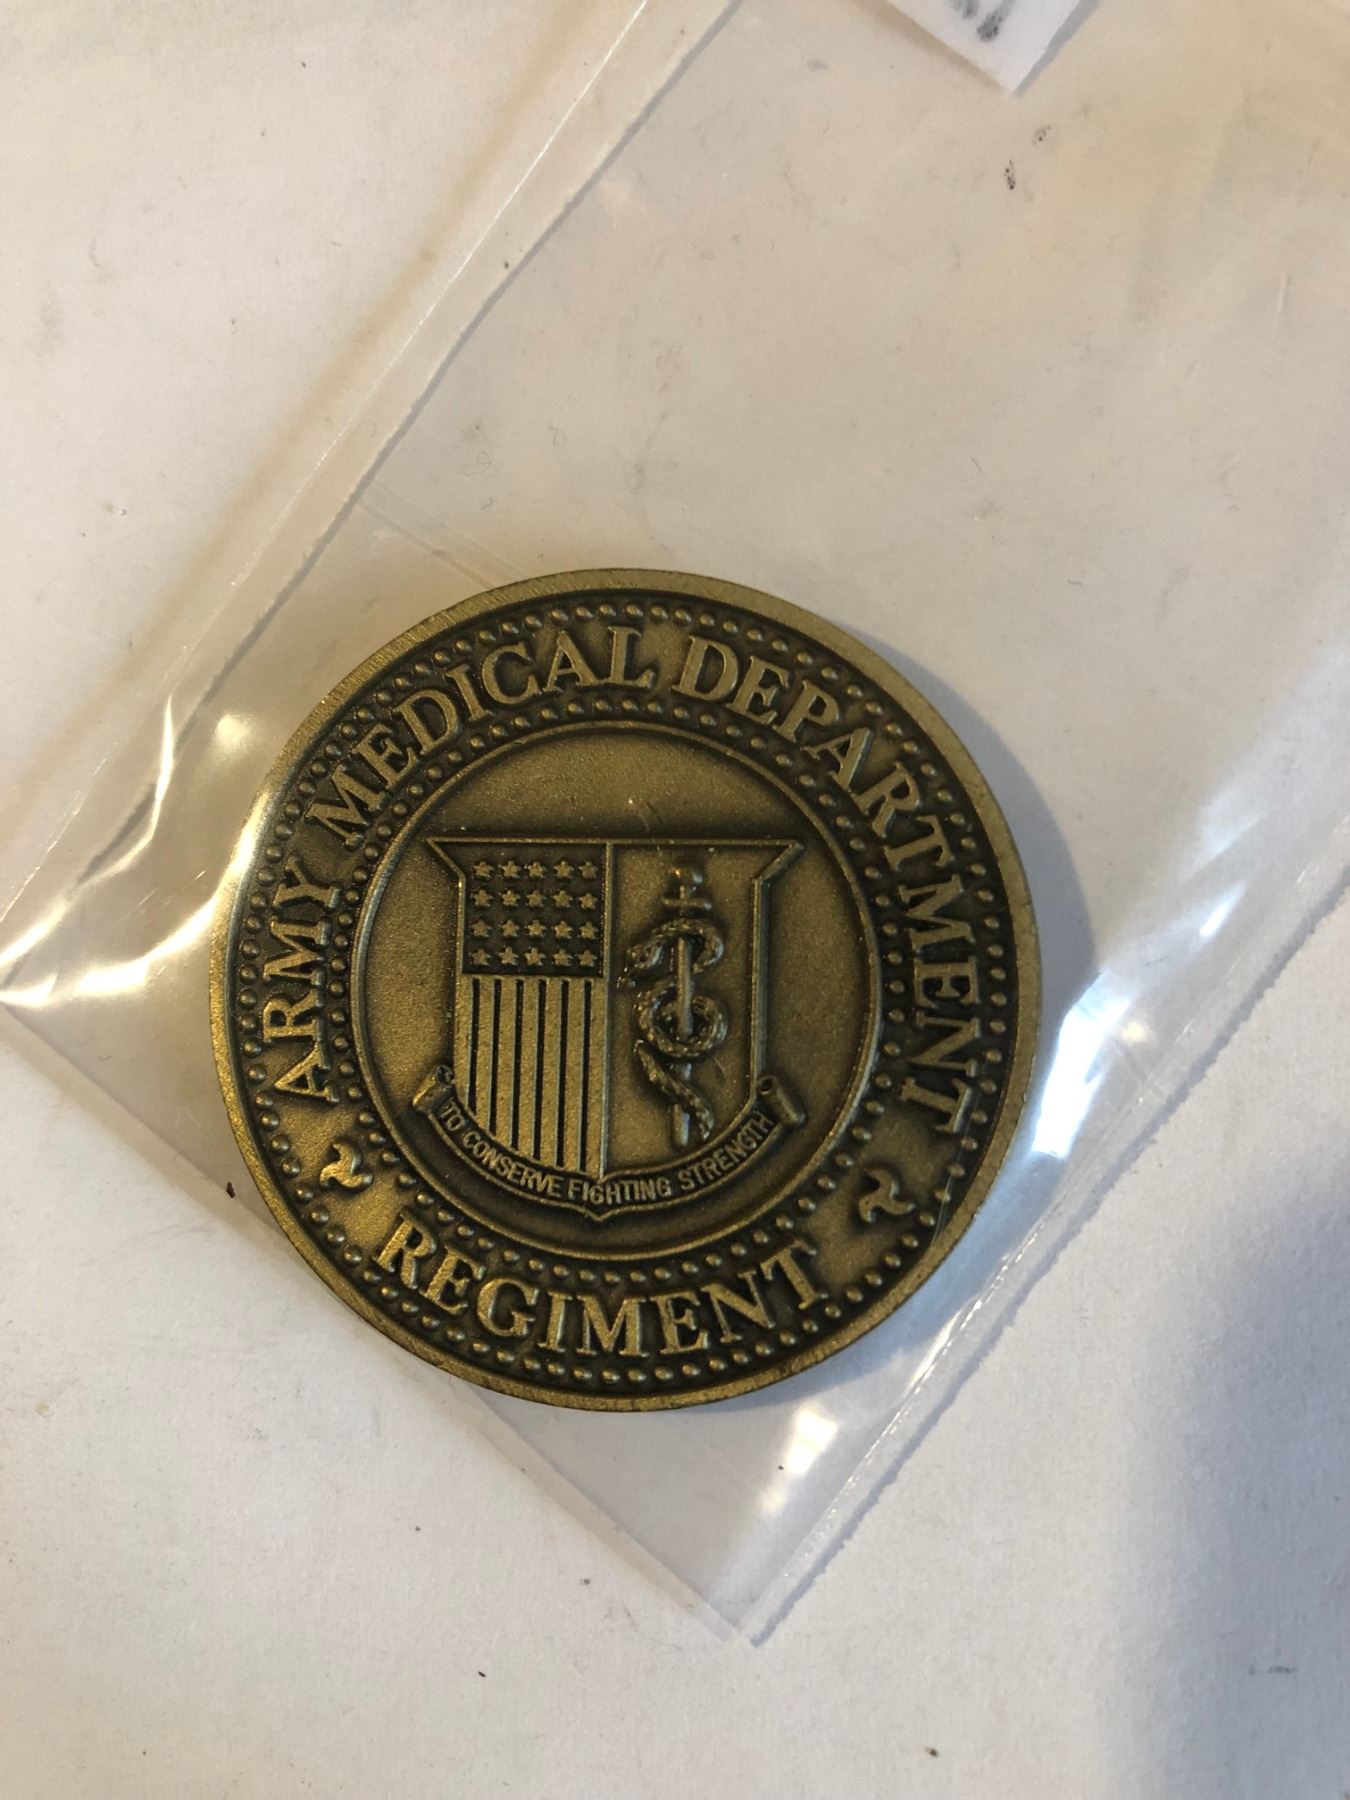 ARMY MEDICAL DEPARTMENT
REGIMENT
TO CONSERVE FIGHTING STRENGTH